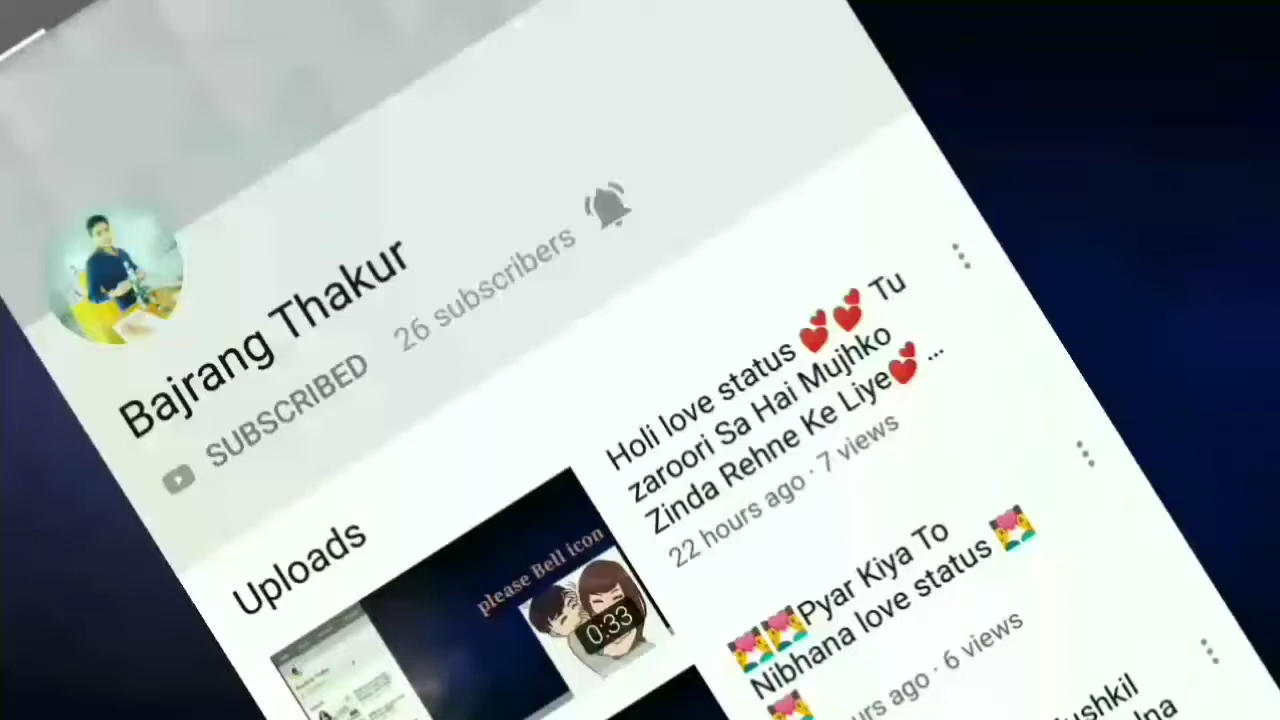 Bajrang Thakur
SUBSCRIBED 26 subscribers
Uploads
please Bell icon
0:33
Holi love status 💕💕 Tu
zaroori Sa Hai Mujhko
Zinda Rehne Ke Liye💕 ...
22 hours ago · 7 views
👩‍❤️‍👨👩‍❤️‍👨Pyar Kiya To
Nibhana love status 👩‍❤️‍👨
👩‍❤️‍👨
ago · 6 views